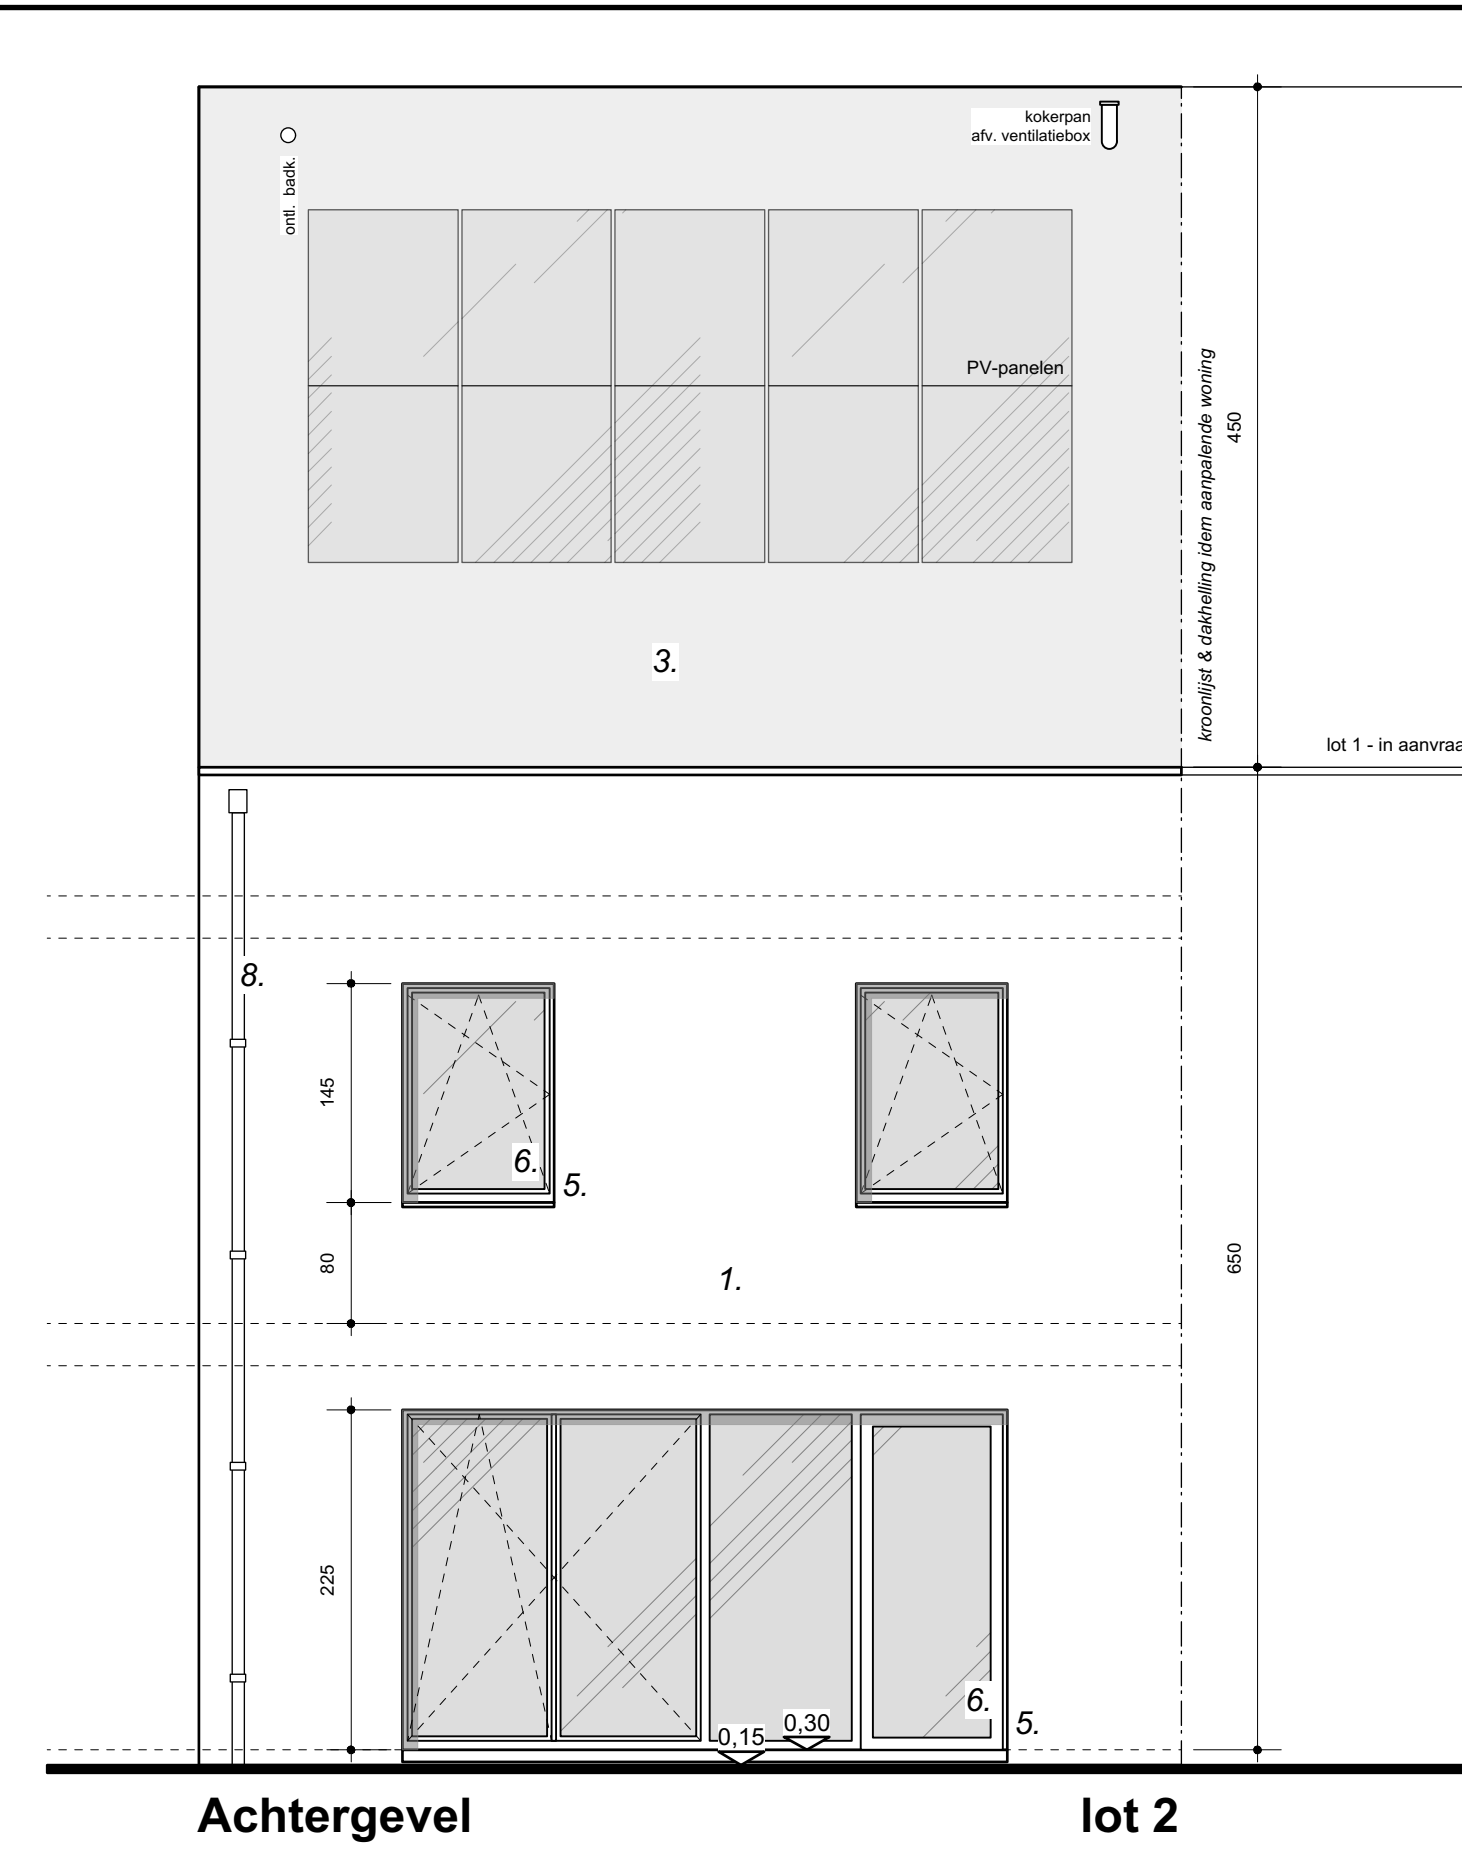 kokerpan
afv. ventilatiebox
ontl. badk.
PV-panelen
kroonlijst & dakhelling idem aanpalende woning
450
3.
lot 1 - in aanvraa
8.
145
6.
5.
80
1.
650
225
6.
5.
0,15
0,30
Achtergevel
lot 2